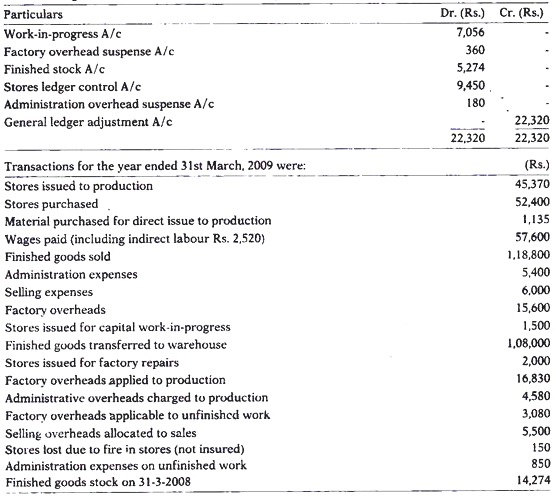 Particulars Dr. (Rs.) Cr. (Rs.)
Work-in-progress A/c 7,056 -
Factory overhead suspense A/c 360 -
Finished stock A/c 5,274 -
Stores ledger control A/c 9,450 -
Administration overhead suspense A/c 180 -
General ledger adjustment A/c - 22,320
22,320 22,320
Transactions for the year ended 31st March, 2009 were: (Rs.)
Stores issued to production 45,370
Stores purchased 52,400
Material purchased for direct issue to production 1,135
Wages paid (including indirect labour Rs. 2,520) 57,600
Finished goods sold 1,18,800
Administration expenses 5,400
Selling expenses 6,000
Factory overheads 15,600
Stores issued for capital work-in-progress 1,500
Finished goods transferred to warehouse 1,08,000
Stores issued for factory repairs 2,000
Factory overheads applied to production 16,830
Administrative overheads charged to production 4,580
Factory overheads applicable to unfinished work 3,080
Selling overheads allocated to sales 5,500
Stores lost due to fire in stores (not insured) 150
Administration expenses on unfinished work 850
Finished goods stock on 31-3-2008 14,274